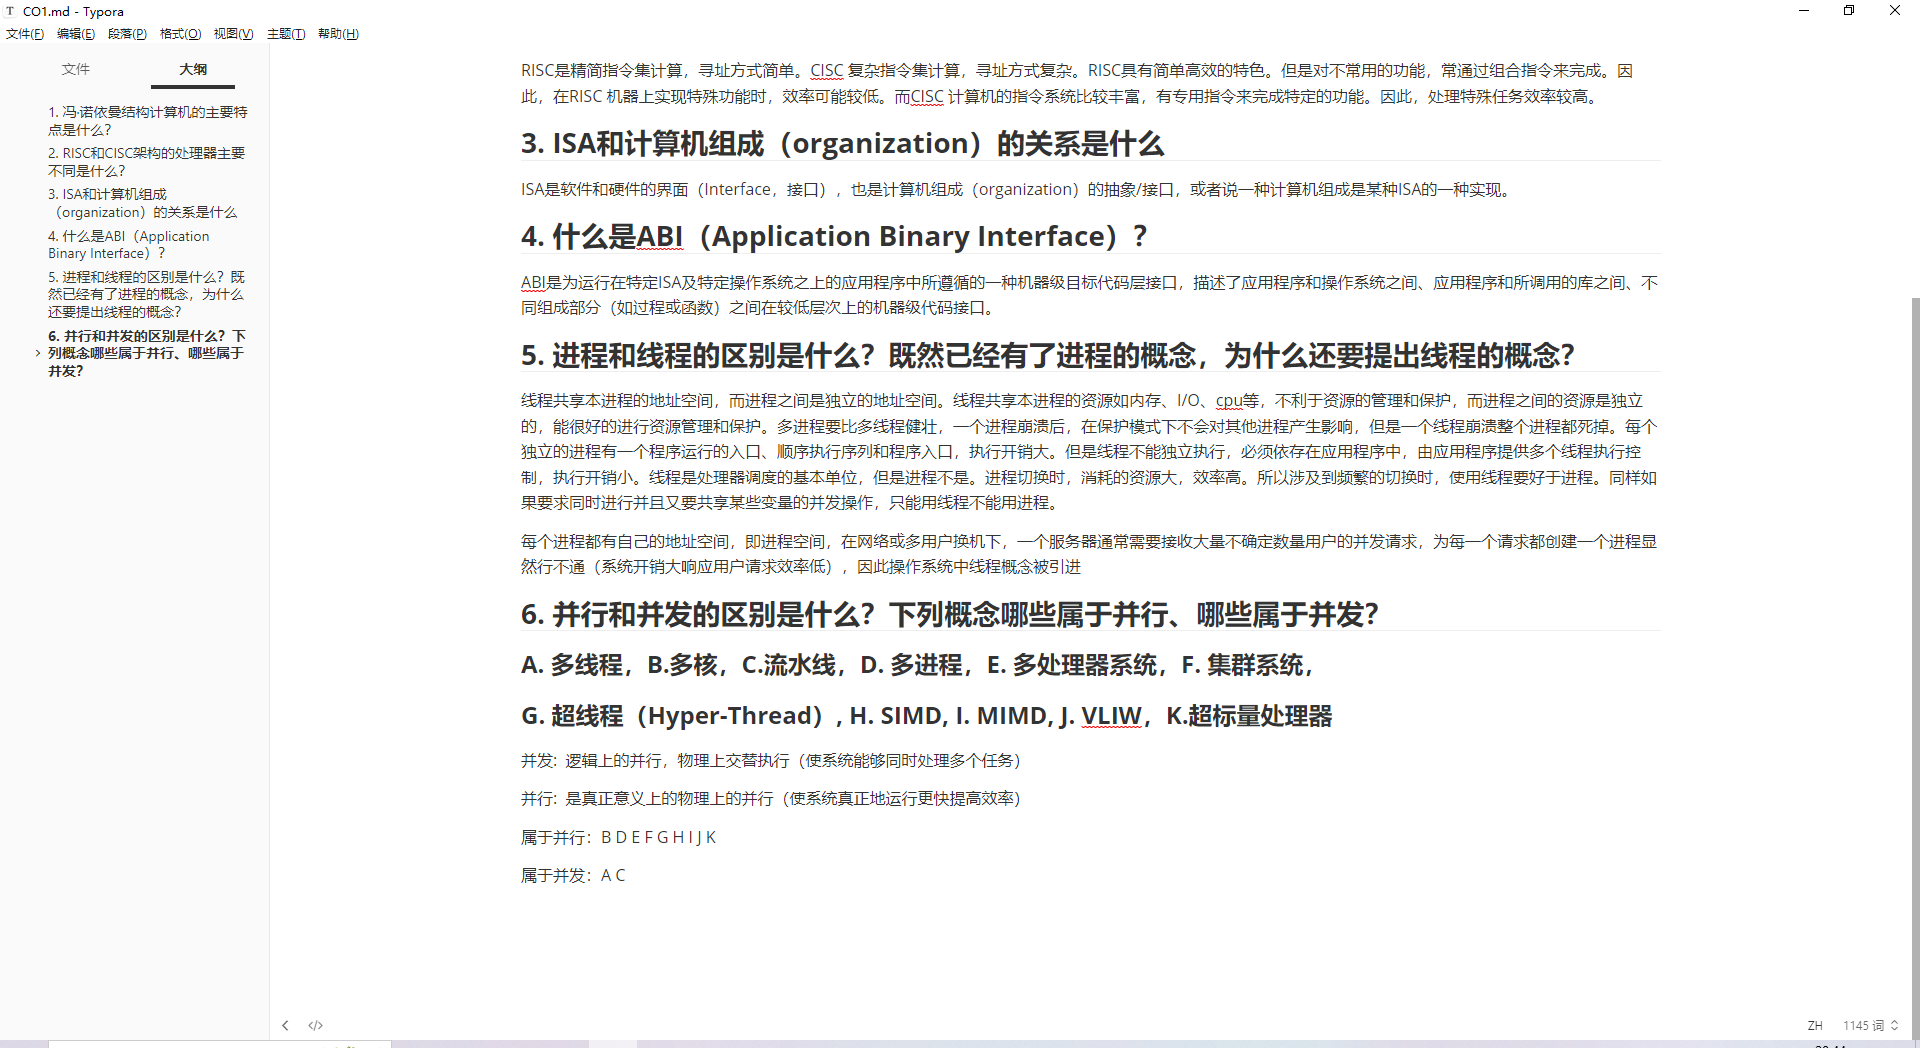 CO1.md - Typora
文件(F) 编辑(E) 段落(P) 格式(O) 视图(V) 主题(T) 帮助(H)
文件 大纲
1. 冯·诺依曼结构计算机的主要特
点是什么？
2. RISC和CISC架构的处理器主要
不同是什么？
3. ISA和计算机组成
（organization）的关系是什么
4. 什么是ABI（Application
Binary Interface）?
5. 进程和线程的区别是什么？既
然已经有了进程的概念，为什么
还要提出线程的概念？
6. 并行和并发的区别是什么？下
列概念哪些属于并行、哪些属于
并发？
RISC是精简指令集计算，寻址方式简单。CISC 复杂指令集计算，寻址方式复杂。RISC具有简单高效的特色。但是对不常用的功能，常通过组合指令来完成。因
此，在RISC 机器上实现特殊功能时，效率可能较低。而CISC 计算机的指令系统比较丰富，有专用指令来完成特定的功能。因此，处理特殊任务效率较高。
3. ISA和计算机组成（organization）的关系是什么
ISA是软件和硬件的界面（Interface，接口），也是计算机组成（organization）的抽象/接口，或者说一种计算机组成是某种ISA的一种实现。
4. 什么是ABI（Application Binary Interface）?
ABI是为运行在特定ISA及特定操作系统之上的应用程序中所遵循的一种机器级目标代码层接口，描述了应用程序和操作系统之间、应用程序和所调用的库之间、不
同组成部分（如过程或函数）之间在较低层次上的机器级代码接口。
5. 进程和线程的区别是什么？既然已经有了进程的概念，为什么还要提出线程的概念？
线程共享本进程的地址空间，而进程之间是独立的地址空间。线程共享本进程的资源如内存、I/O、cpu等，不利于资源的管理和保护，而进程之间的资源是独立
的，能很好的进行资源管理和保护。多进程要比多线程健壮，一个进程崩溃后，在保护模式下不会对其他进程产生影响，但是一个线程崩溃整个进程都死掉。每个
独立的进程有一个程序运行的入口、顺序执行序列和程序入口，执行开销大。但是线程不能独立执行，必须依存在应用程序中，由应用程序提供多个线程执行控
制，执行开销小。线程是处理器调度的基本单位，但是进程不是。进程切换时，消耗的资源大，效率高。所以涉及到频繁的切换时，使用线程要好于进程。同样如
果要求同时进行并且又要共享某些变量的并发操作，只能用线程不能用进程。
每个进程都有自己的地址空间，即进程空间，在网络或多用户换机下，一个服务器通常需要接收大量不确定数量用户的并发请求，为每一个请求都创建一个进程显
然行不通（系统开销大响应用户请求效率低），因此操作系统中线程概念被引进
6. 并行和并发的区别是什么？下列概念哪些属于并行、哪些属于并发？
A. 多线程，B.多核，C.流水线，D. 多进程，E. 多处理器系统，F. 集群系统，
G. 超线程（Hyper-Thread）, H. SIMD, I. MIMD, J. VLIW，K.超标量处理器
并发：逻辑上的并行，物理上交替执行（使系统能够同时处理多个任务）
并行：是真正意义上的物理上的并行（使系统真正地运行更快提高效率）
属于并行：B D E F G H I J K
属于并发：A C
ZH 1145 词